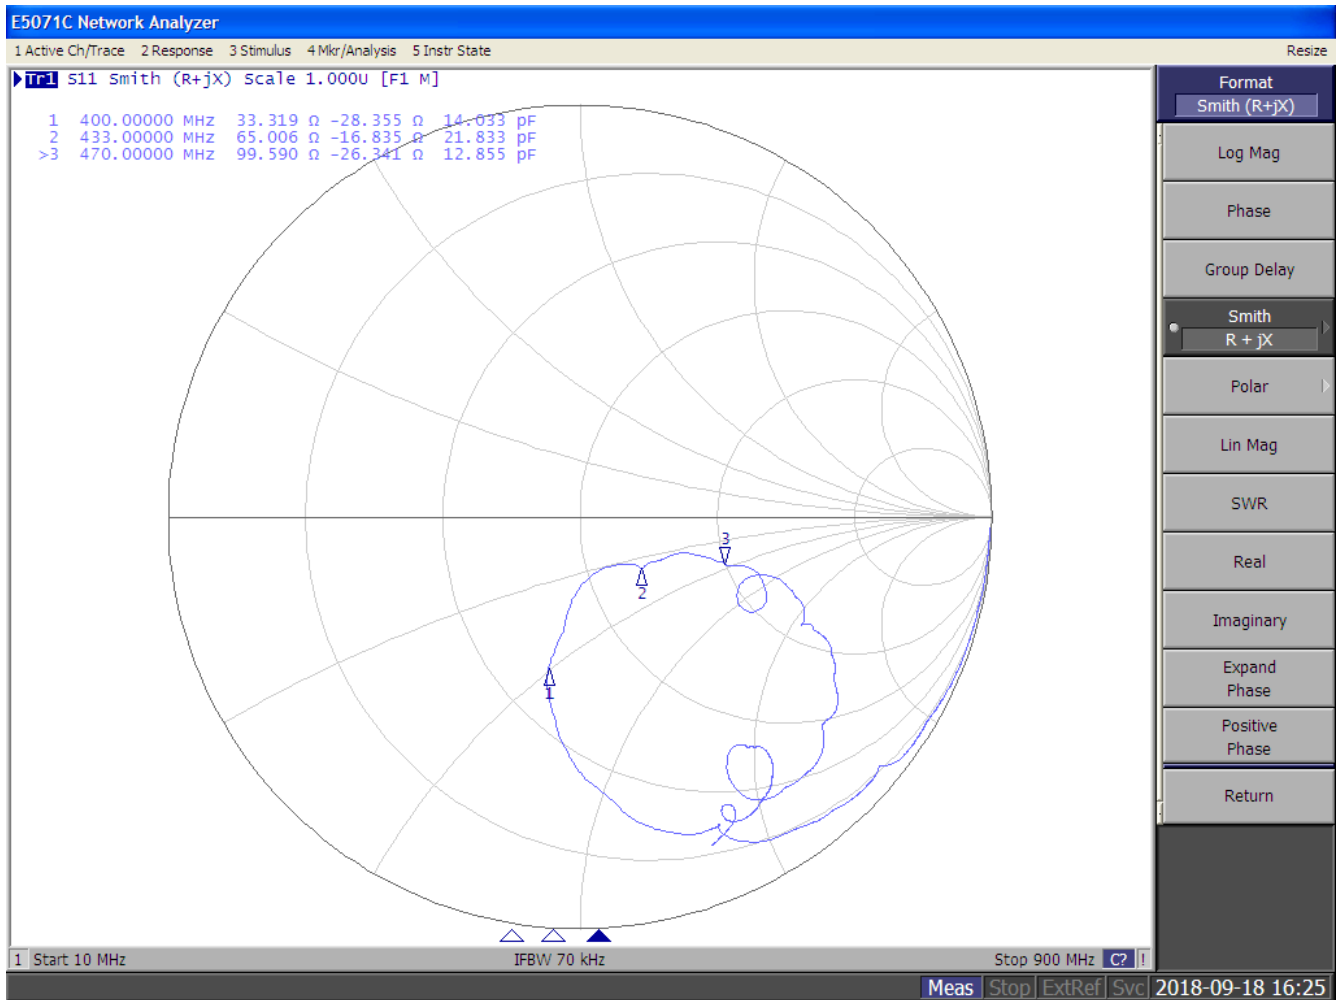 E5071C Network Analyzer
1 Active Ch/Trace 2 Response 3 Stimulus 4 Mkr/Analysis 5 Instr State Resize
Tr1 S11 Smith (R+jX) Scale 1.000U [F1 M]
1 400.00000 MHz 33.319 Ω -28.355 Ω 14.033 pF
2 433.00000 MHz 65.006 Ω -16.835 Ω 21.833 pF
>3 470.00000 MHz 99.590 Ω -26.341 Ω 12.855 pF
3
2
1
Format
Smith (R+jX)
Log Mag
Phase
Group Delay
Smith
R + jX
Polar
Lin Mag
SWR
Real
Imaginary
Expand
Phase
Positive
Phase
Return
1 Start 10 MHz IFBW 70 kHz Stop 900 MHz C? !
Meas Stop ExtRef Svc 2018-09-18 16:25